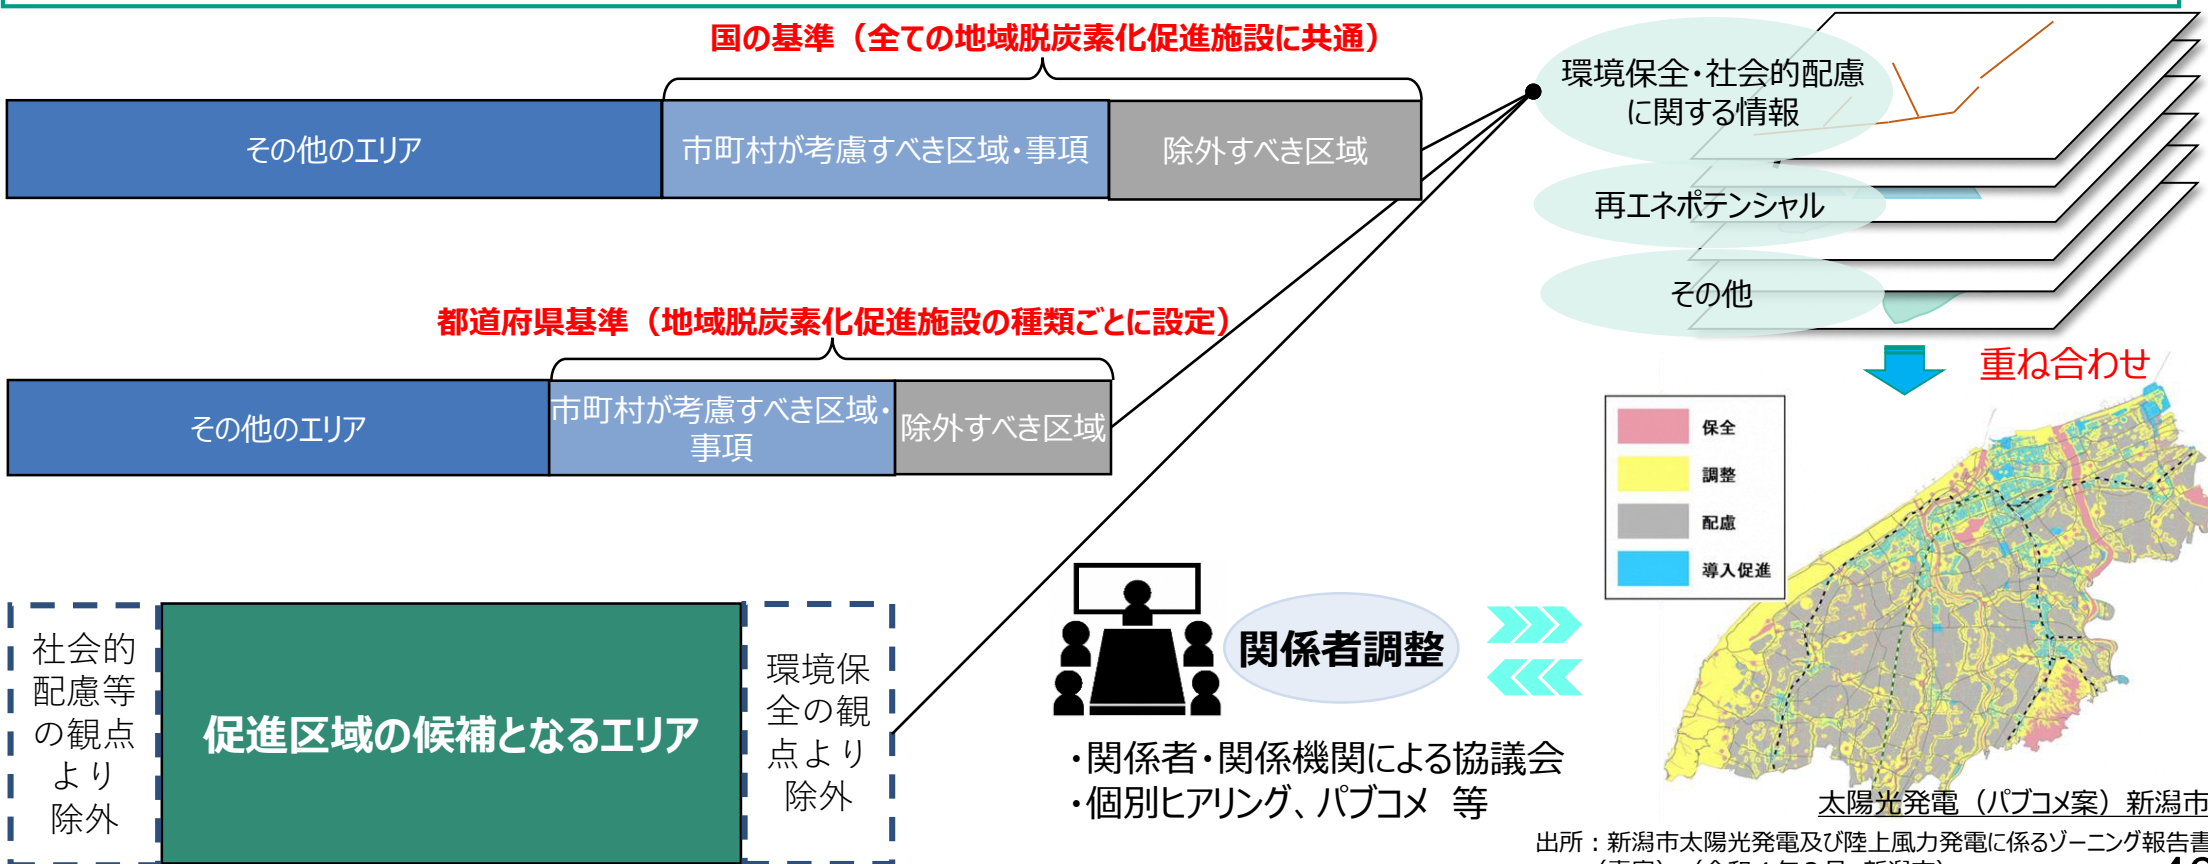 国の基準（全ての地域脱炭素化促進施設に共通）
その他のエリア
市町村が考慮すべき区域・事項
除外すべき区域
環境保全・社会的配慮
に関する情報
再エネポテンシャル
その他
都道府県基準（地域脱炭素化促進施設の種類ごとに設定）
その他のエリア
市町村が考慮すべき区域・
事項
除外すべき区域
重ね合わせ
保全
調整
配慮
導入促進
社会的
配慮等
の観点
より
除外
促進区域の候補となるエリア
環境保
全の観
点より
除外
関係者調整
・関係者・関係機関による協議会
・個別ヒアリング、パブコメ 等
太陽光発電（パブコメ案）新潟市
出所：新潟市太陽光発電及び陸上風力発電に係るゾーニング報告書